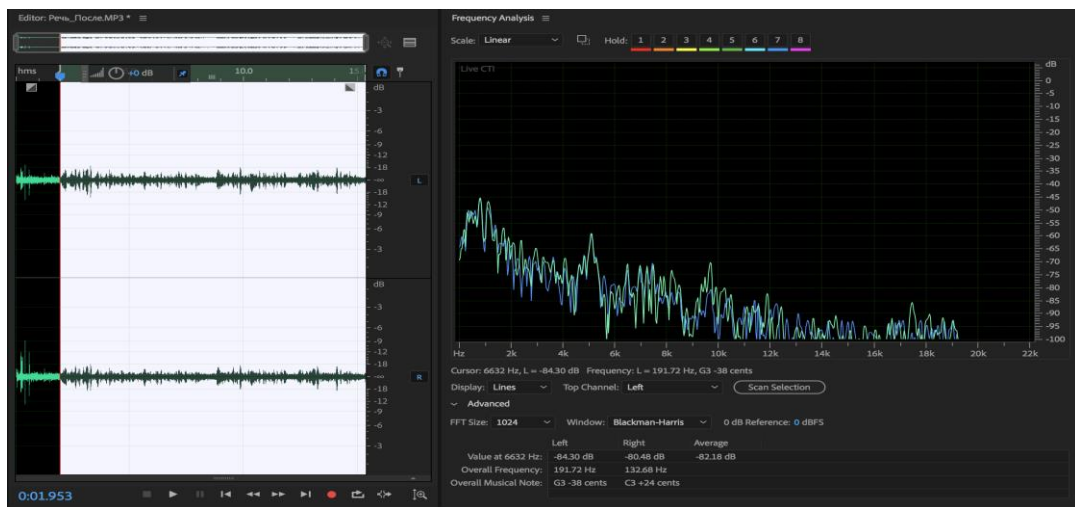 Editor: Речь_После.MP3 *
hms
+0 dB
10.0
15
dB
-3
-6
-9
-12
-18
-∞
-18
-12
-9
-6
-3
dB
-3
-6
-9
-12
-18
-∞
-18
-12
-9
-6
-3
L
R
0:01.953
Frequency Analysis
Scale: Linear
Hold: 1 2 3 4 5 6 7 8
Live CTI
dB
0
-5
-10
-15
-20
-25
-30
-35
-40
-45
-50
-55
-60
-65
-70
-75
-80
-85
-90
-95
-100
Hz 2k 4k 6k 8k 10k 12k 14k 16k 18k 20k 22k
Cursor: 6632 Hz, L = -84.30 dB Frequency: L = 191.72 Hz, G3 -38 cents
Display: Lines Top Channel: Left Scan Selection
Advanced
FFT Size: 1024 Window: Blackman-Harris 0 dB Reference: 0 dBFS
Left Right Average
Value at 6632 Hz: -84.30 dB -80.48 dB -82.18 dB
Overall Frequency: 191.72 Hz 132.68 Hz
Overall Musical Note: G3 -38 cents C3 +24 cents